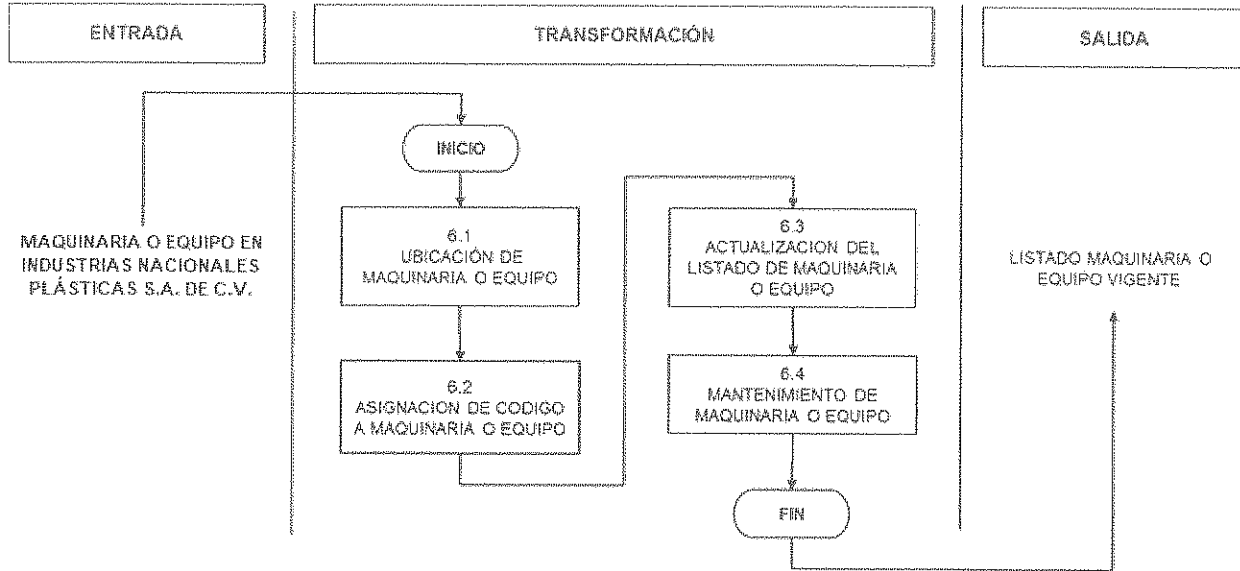 ENTRADA
TRANSFORMACIÓN
SALIDA
INICIO
MAQUINARIA O EQUIPO EN
INDUSTRIAS NACIONALES
PLÁSTICAS S.A. DE C.V.
6.1
UBICACIÓN DE
MAQUINARIA O EQUIPO
6.2
ASIGNACION DE CODIGO
A MAQUINARIA O EQUIPO
6.3
ACTUALIZACION DEL
LISTADO DE MAQUINARIA
O EQUIPO
6.4
MANTENIMIENTO DE
MAQUINARIA O EQUIPO
FIN
LISTADO MAQUINARIA O
EQUIPO VIGENTE